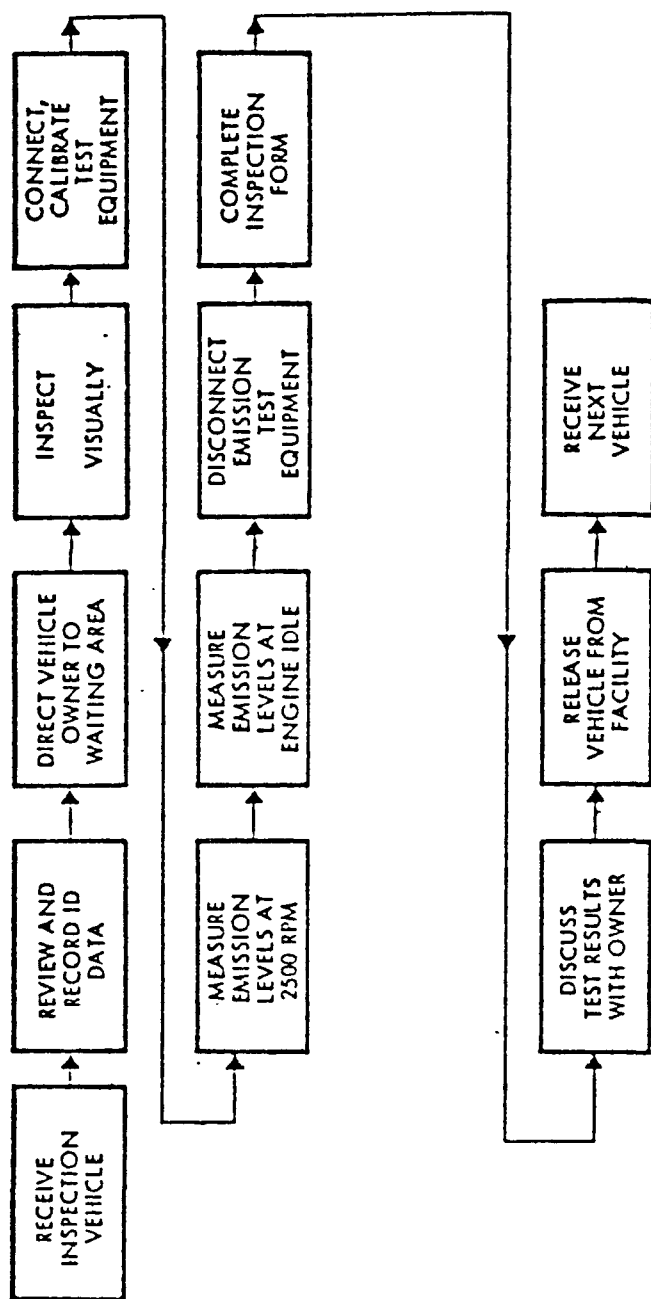 RECEIVE
INSPECTION
VEHICLE
REVIEW AND
RECORD ID
DATA
DIRECT VEHICLE
OWNER TO
WAITING AREA
INSPECT
VISUALLY
CONNECT,
CALIBRATE
TEST
EQUIPMENT
MEASURE
EMISSION
LEVELS AT
2500 RPM
MEASURE
EMISSION
LEVELS AT
ENGINE IDLE
DISCONNECT
EMISSION
TEST
EQUIPMENT
COMPLETE
INSPECTION
FORM
DISCUSS
TEST RESULTS
WITH OWNER
RELEASE
VEHICLE FROM
FACILITY
RECEIVE
NEXT
VEHICLE